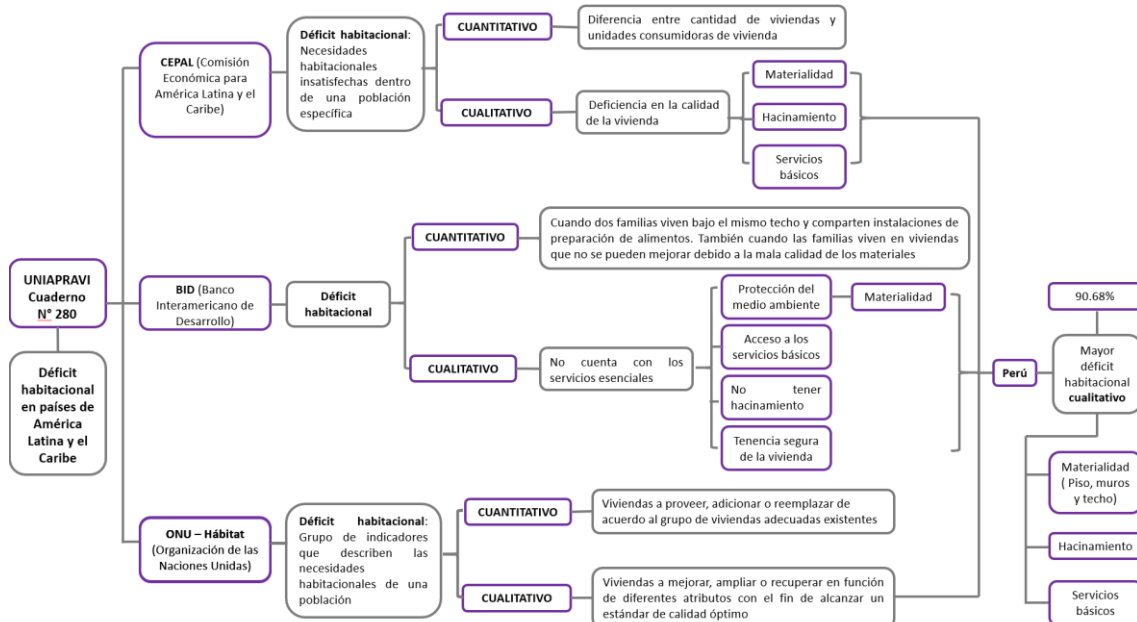 UNIAPRAVI
Cuaderno
N° 280
Déficit
habitacional
en países de
América
Latina y el
Caribe
CEPAL (Comisión
Económica para
América Latina y el
Caribe)
Déficit habitacional:
Necesidades
habitacionales
insatisfechas dentro
de una población
específica
CUANTITATIVO
Diferencia entre cantidad de viviendas y
unidades consumidoras de vivienda
CUALITATIVO
Deficiencia en la calidad
de la vivienda
Materialidad
Hacinamiento
Servicios
básicos
BID (Banco
Interamericano de
Desarrollo)
Déficit
habitacional
CUANTITATIVO
Cuando dos familias viven bajo el mismo techo y comparten instalaciones de
preparación de alimentos. También cuando las familias viven en viviendas
que no se pueden mejorar debido a la mala calidad de los materiales
CUALITATIVO
No cuenta con los
servicios esenciales
Protección del
medio ambiente
Materialidad
Acceso a los
servicios básicos
No tener
hacinamiento
Tenencia segura
de la vivienda
ONU – Hábitat
(Organización de las
Naciones Unidas)
Déficit habitacional:
Grupo de indicadores
que describen las
necesidades
habitacionales de una
población
CUANTITATIVO
Viviendas a proveer, adicionar o reemplazar de
acuerdo al grupo de viviendas adecuadas existentes
CUALITATIVO
Viviendas a mejorar, ampliar o recuperar en función
de diferentes atributos con el fin de alcanzar un
estándar de calidad óptimo
Perú
90.68%
Mayor
déficit
habitacional
cualitativo
Materialidad
( Piso, muros
y techo)
Hacinamiento
Servicios
básicos